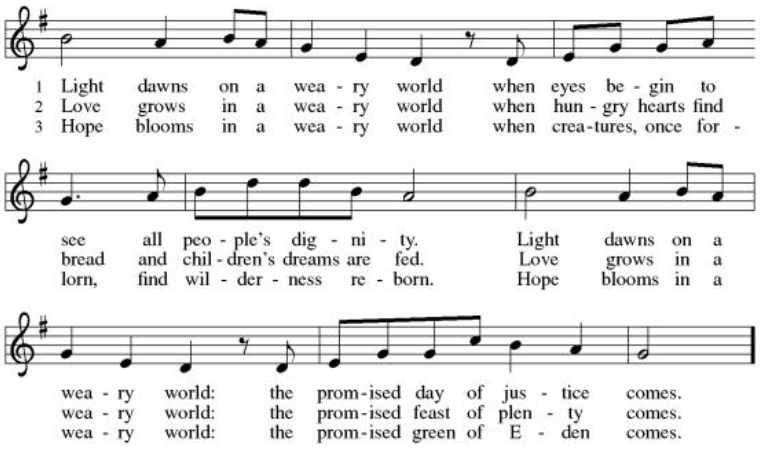 1 Light dawns on a wea - ry world when eyes be - gin to
2 Love grows in a wea - ry world when hun - gry hearts find
3 Hope blooms in a wea - ry world when crea - tures, once for -
see all peo - ple's dig - ni - ty. Light dawns on a
bread and chil - dren's dreams are fed. Love grows in a
lorn, find wil - der - ness re - born. Hope blooms in a
wea - ry world: the prom - ised day of jus - tice comes.
wea - ry world: the prom - ised feast of plen - ty comes.
wea - ry world: the prom - ised green of E - den comes.